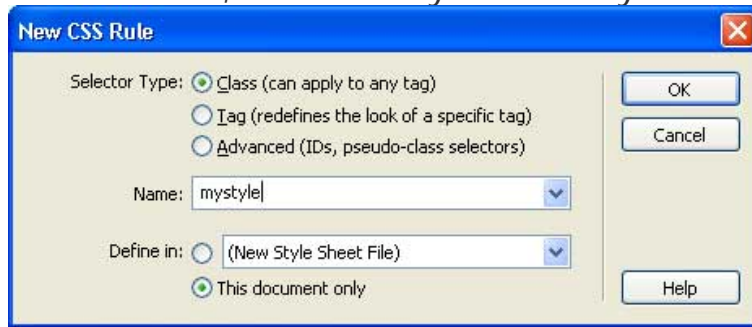 New CSS Rule
Selector Type: Class (can apply to any tag) OK
Tag (redefines the look of a specific tag)
Advanced (IDs, pseudo-class selectors) Cancel
Name: mystyle
Define in: (New Style Sheet File)
This document only Help